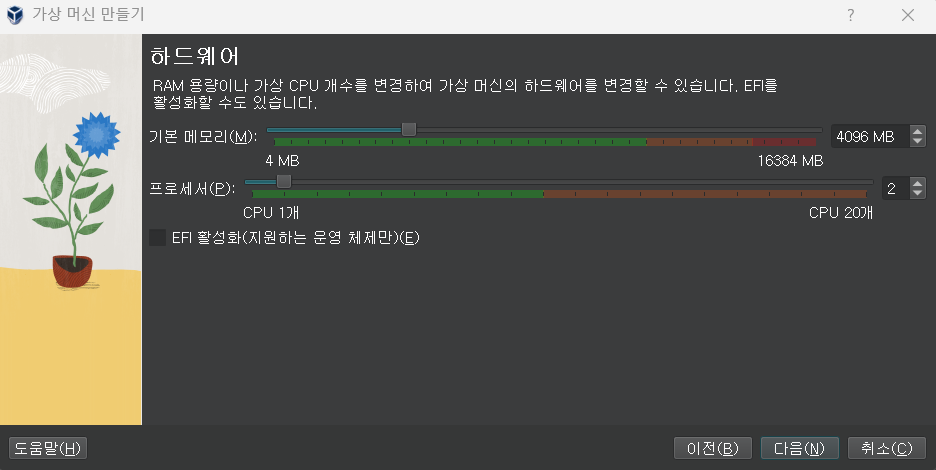 가상 머신 만들기
?
하드웨어
RAM 용량이나 가상 CPU 개수를 변경하여 가상 머신의 하드웨어를 변경할 수 있습니다. EFI를
활성화할 수도 있습니다.
기본 메모리(M):
4096 MB
4 MB
16384 MB
프로세서(P):
2
CPU 1개
CPU 20개
EFI 활성화(지원하는 운영 체제만)(E)
도움말(H)
이전(B)
다음(N)
취소(C)